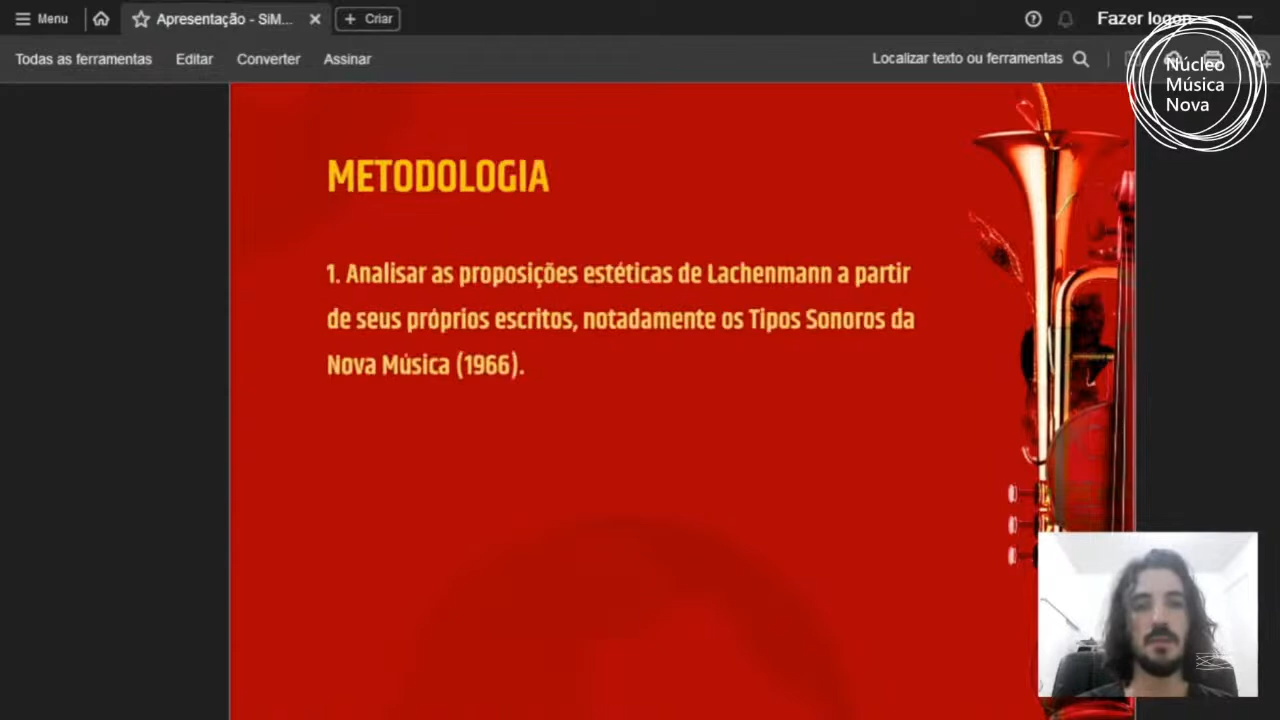 Menu
Apresentação - SiM...
Criar
Fazer logon
Todas as ferramentas
Editar
Converter
Assinar
Localizar texto ou ferramentas
Núcleo
Música
Nova
METODOLOGIA
1. Analisar as proposições estéticas de Lachenmann a partir
de seus próprios escritos, notadamente os Tipos Sonoros da
Nova Música (1966).